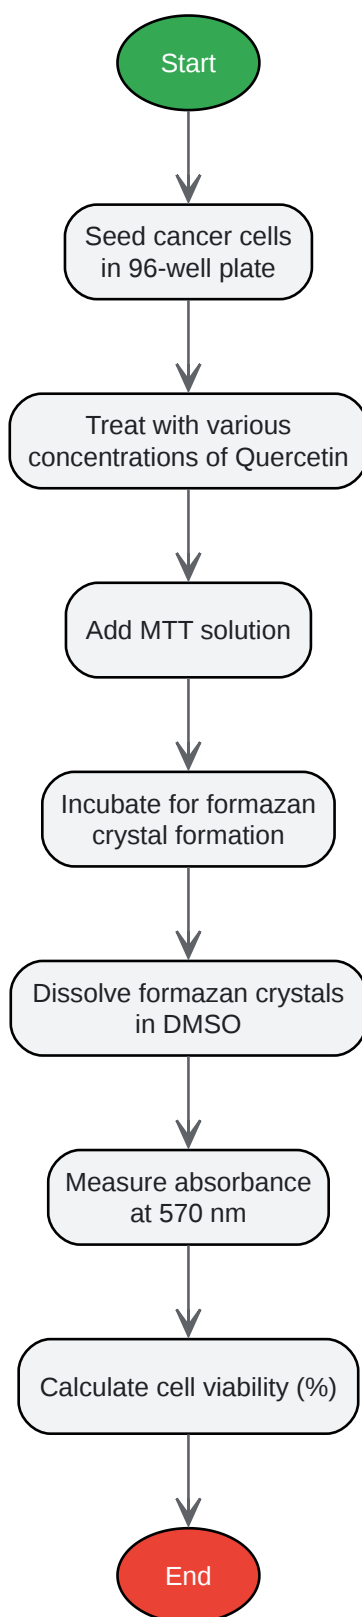 Start
Seed cancer cells
in 96-well plate
Treat with various
concentrations of Quercetin
Add MTT solution
Incubate for formazan
crystal formation
Dissolve formazan crystals
in DMSO
Measure absorbance
at 570 nm
Calculate cell viability (%)
End